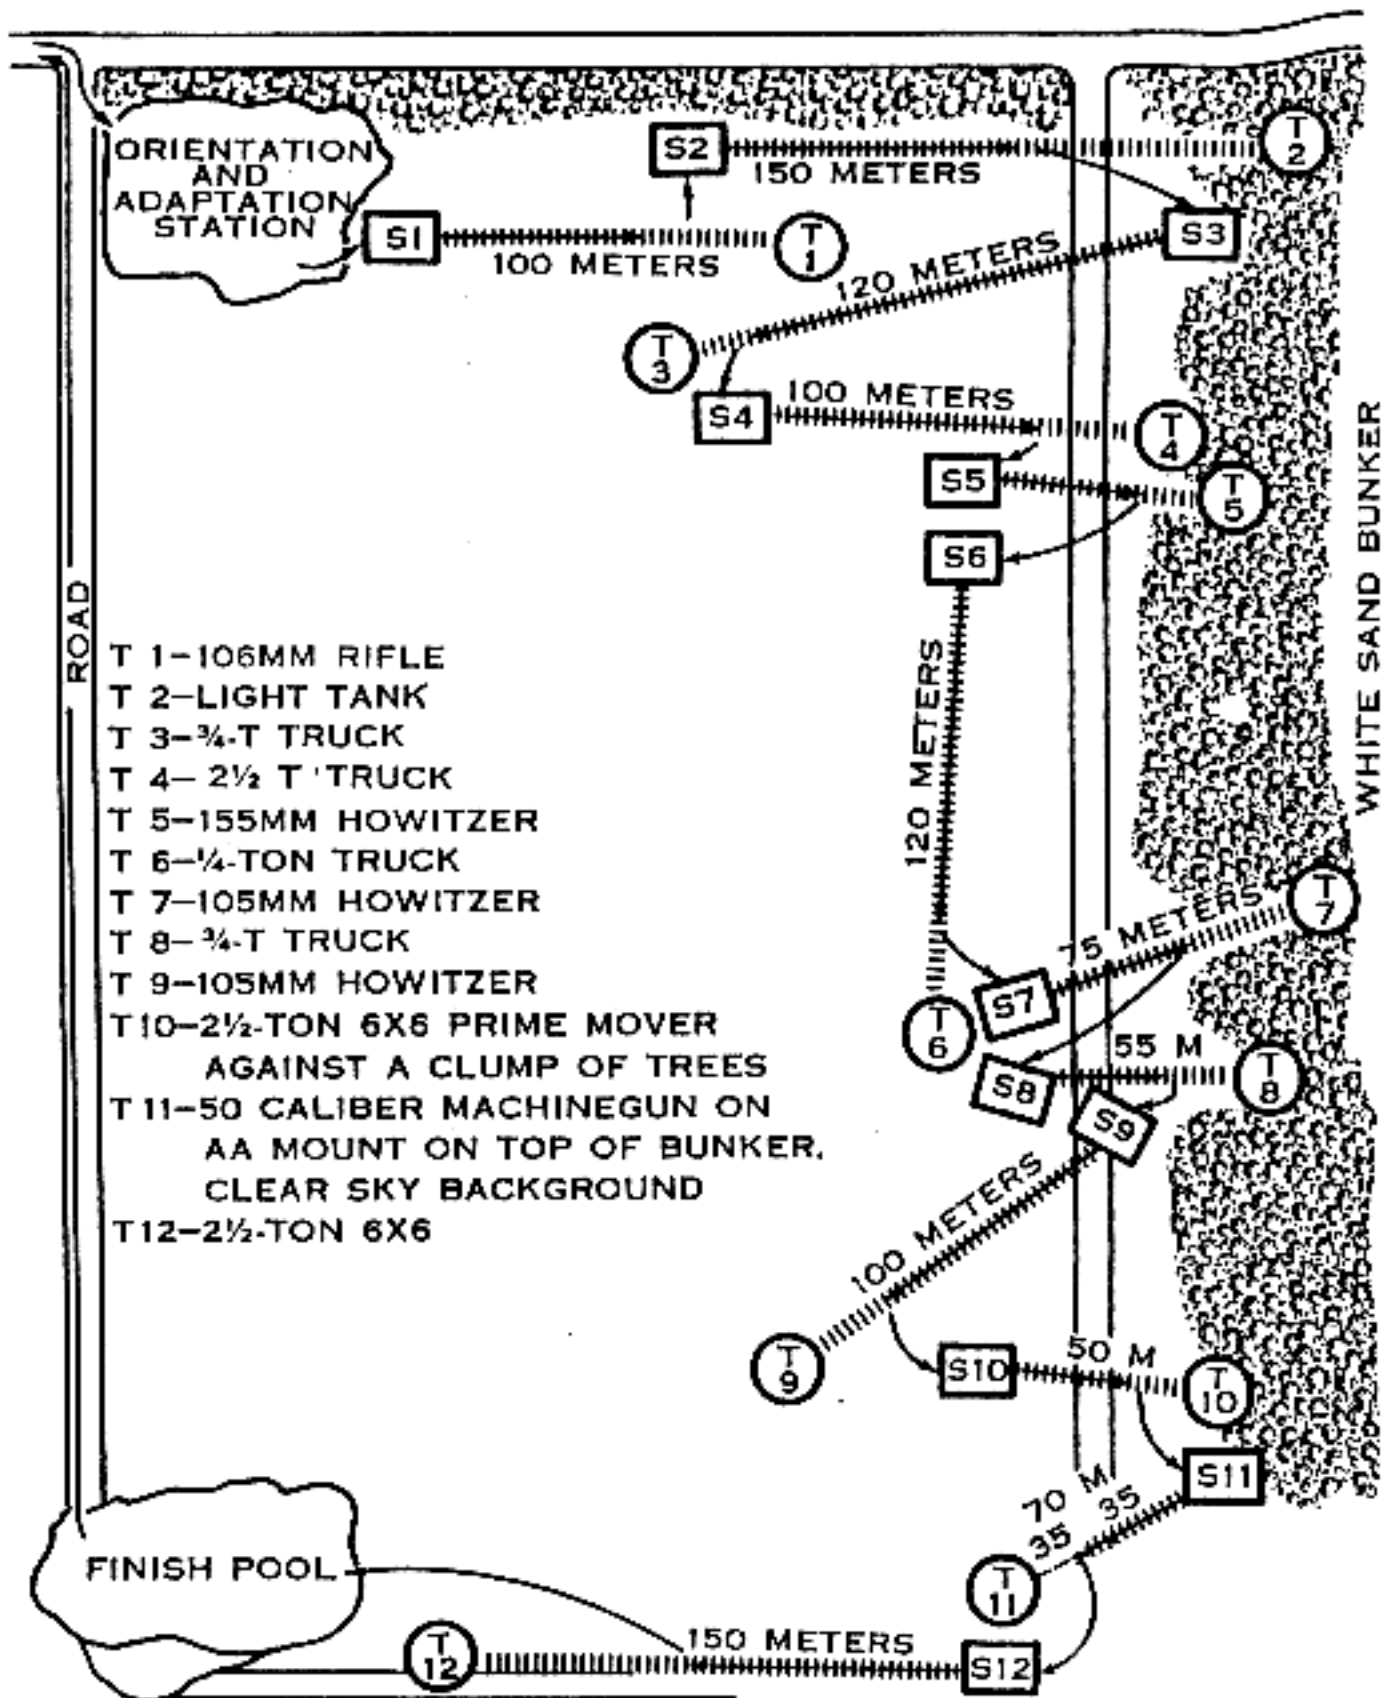 ORIENTATION
AND
ADAPTATION
STATION
S1
100 METERS
T
1
S2
150 METERS
T
2
S3
120 METERS
T
3
S4
100 METERS
T
4
S5
T
5
S6
120 METERS
T
6
S7
75 METERS
T
7
S8
55 M
T
8
S9
100 METERS
T
9
S10
50 M
T
10
S11
70 M
35 35
T
11
S12
150 METERS
T
12
FINISH POOL
ROAD
WHITE SAND BUNKER
T 1-106MM RIFLE
T 2-LIGHT TANK
T 3-¾-T TRUCK
T 4- 2½ T TRUCK
T 5-155MM HOWITZER
T 6-¼-TON TRUCK
T 7-105MM HOWITZER
T 8-¾-T TRUCK
T 9-105MM HOWITZER
T10-2½-TON 6X6 PRIME MOVER
AGAINST A CLUMP OF TREES
T11-50 CALIBER MACHINEGUN ON
AA MOUNT ON TOP OF BUNKER.
CLEAR SKY BACKGROUND
T12-2½-TON 6X6